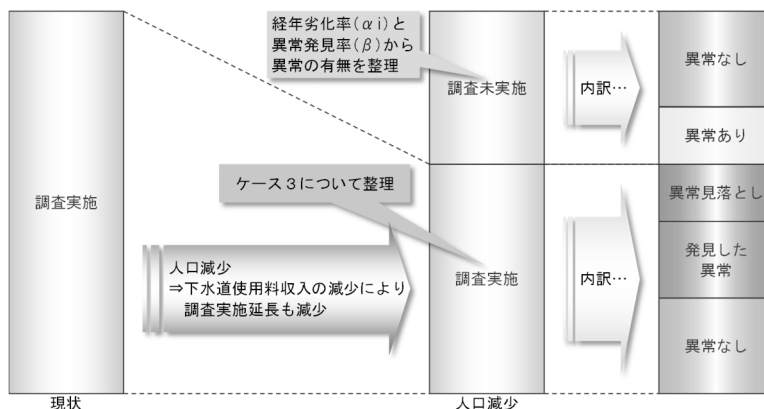 経年劣化率(αi)と
異常発見率(β)から
異常の有無を整理
調査未実施
内訳…
異常なし
異常あり
調査実施
ケース3について整理
人口減少
⇒下水道使用料収入の減少により
調査実施延長も減少
調査実施
内訳…
異常見落とし
発見した
異常
異常なし
現状
人口減少